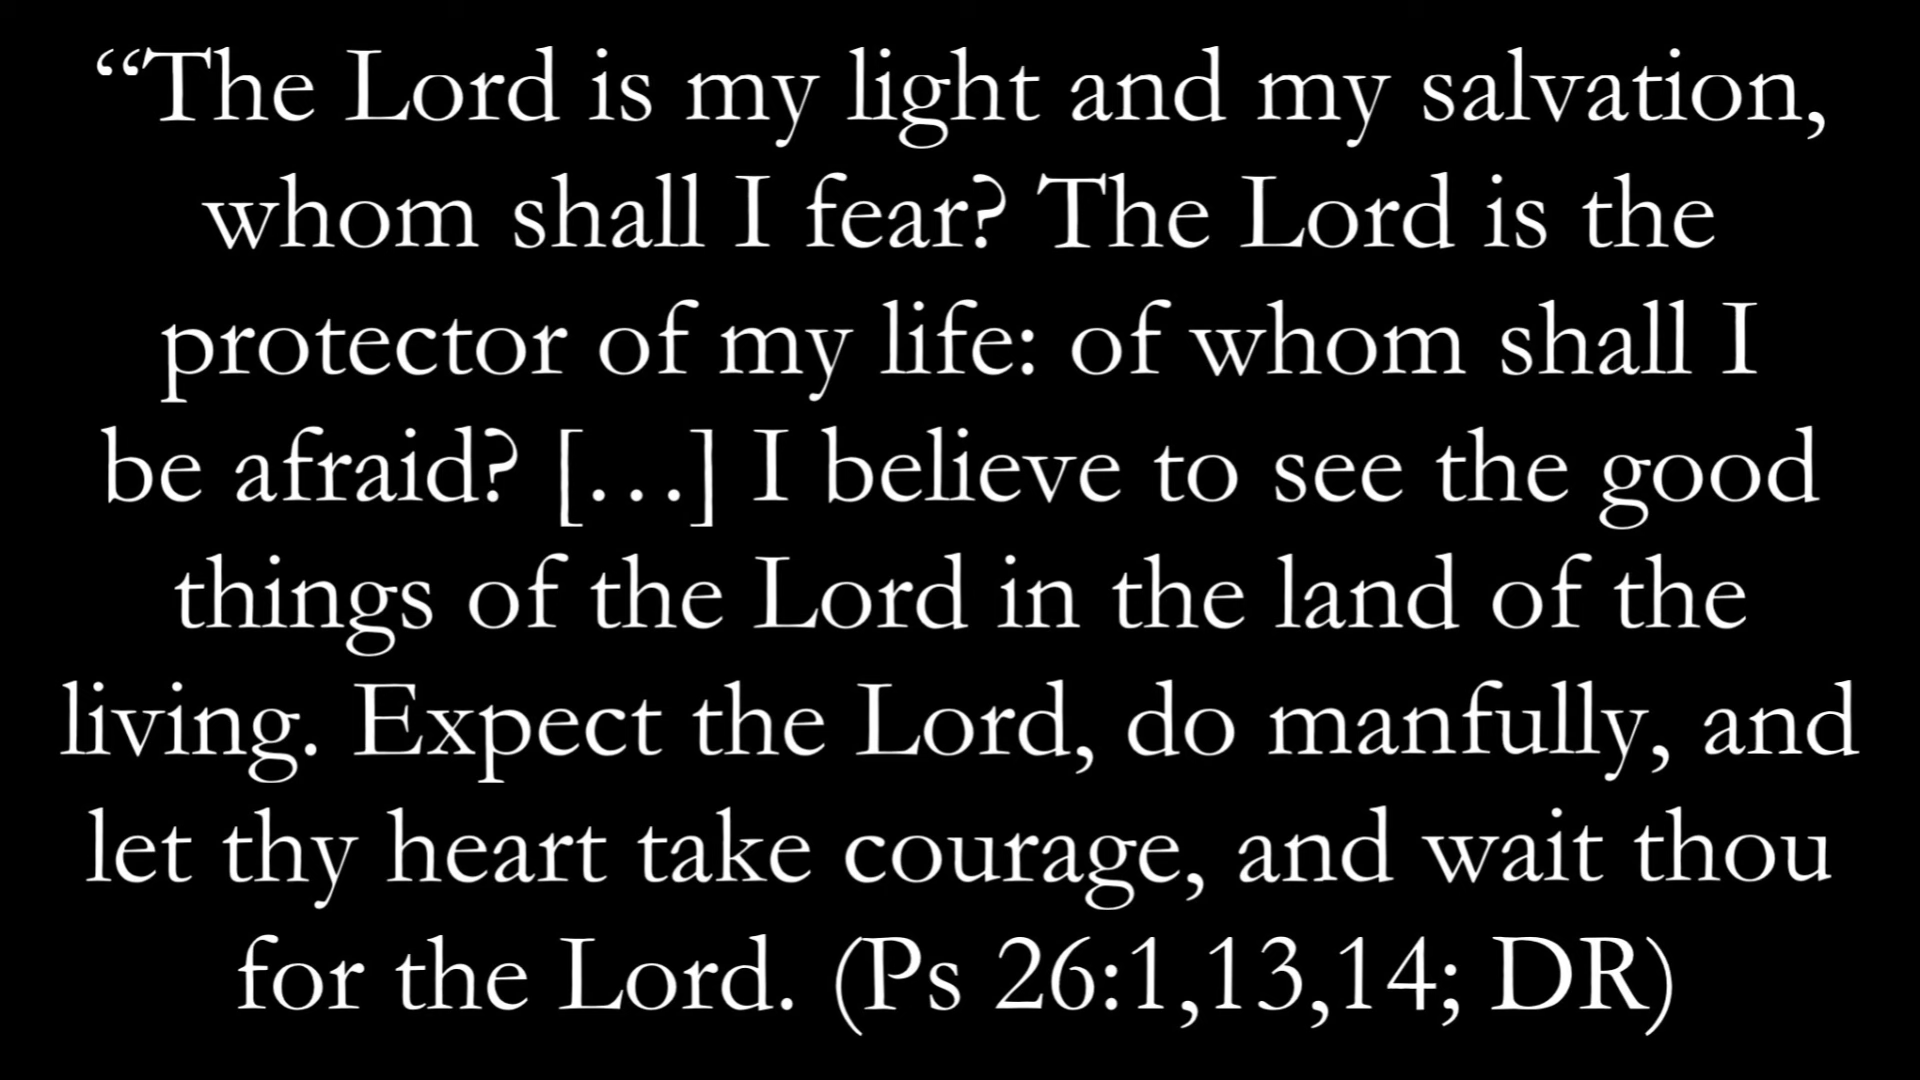 “The Lord is my light and my salvation,
whom shall I fear? The Lord is the
protector of my life: of whom shall I
be afraid? […] I believe to see the good
things of the Lord in the land of the
living. Expect the Lord, do manfully, and
let thy heart take courage, and wait thou
for the Lord. (Ps 26:1,13,14; DR)